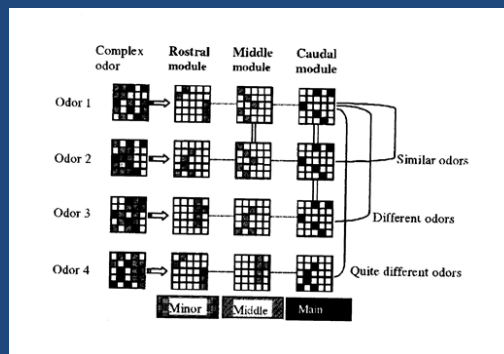 Complex odor
Rostral module
Middle module
Caudal module
Odor 1
Odor 2
Similar odors
Odor 3
Different odors
Odor 4
Quite different odors
Minor
Middle
Main